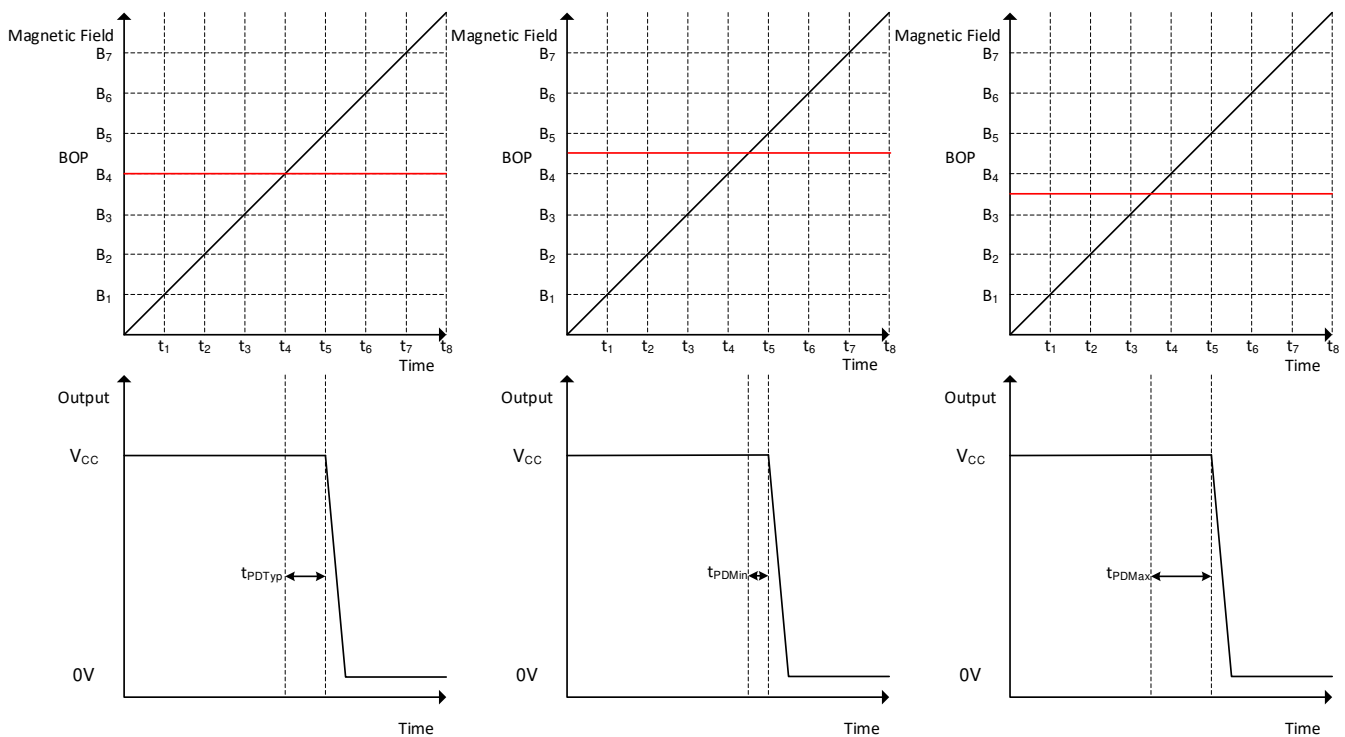 Magnetic Field
B7
B6
B5
BOP
B4
B3
B2
B1
t1 t2 t3 t4 t5 t6 t7 t8
Time
Magnetic Field
B7
B6
B5
BOP
B4
B3
B2
B1
t1 t2 t3 t4 t5 t6 t7 t8
Time
Magnetic Field
B7
B6
B5
BOP
B4
B3
B2
B1
t1 t2 t3 t4 t5 t6 t7 t8
Time
Output
VCC
tPDTyp
0V
Time
Output
VCC
tPDMin
0V
Time
Output
VCC
tPDMax
0V
Time